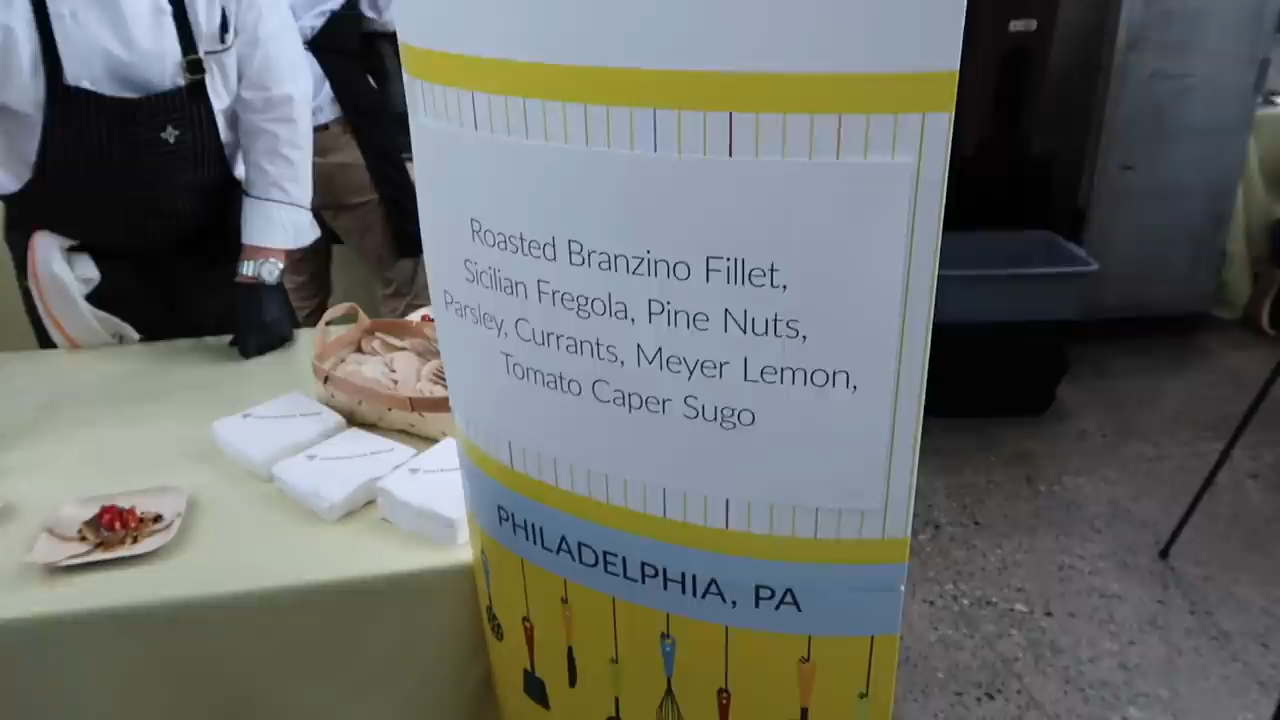 Roasted Branzino Fillet,
Sicilian Fregola, Pine Nuts,
Parsley, Currants, Meyer Lemon,
Tomato Caper Sugo
PHILADELPHIA, PA